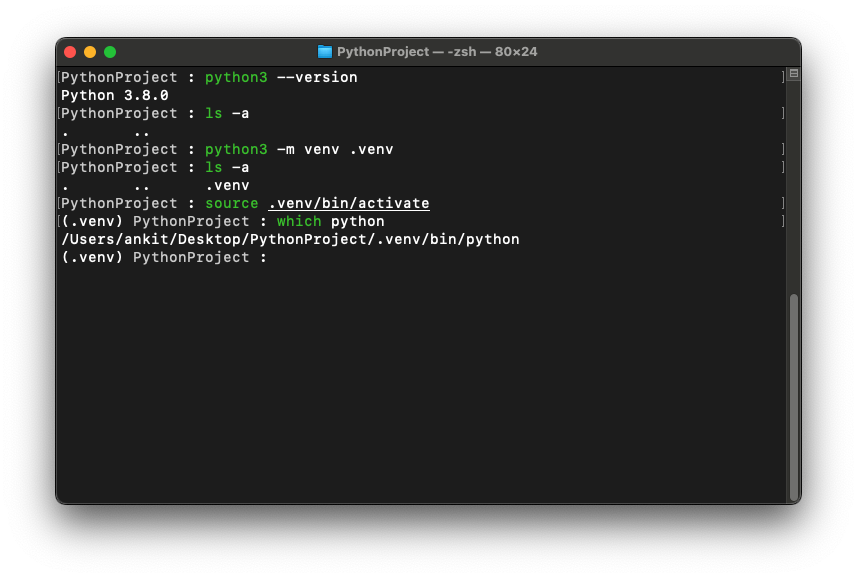 PythonProject — -zsh — 80×24
[PythonProject : python3 --version ]
Python 3.8.0
[PythonProject : ls -a ]
. ..
[PythonProject : python3 -m venv .venv ]
[PythonProject : ls -a ]
. .. .venv
[PythonProject : source .venv/bin/activate ]
[(.venv) PythonProject : which python ]
/Users/ankit/Desktop/PythonProject/.venv/bin/python
(.venv) PythonProject :